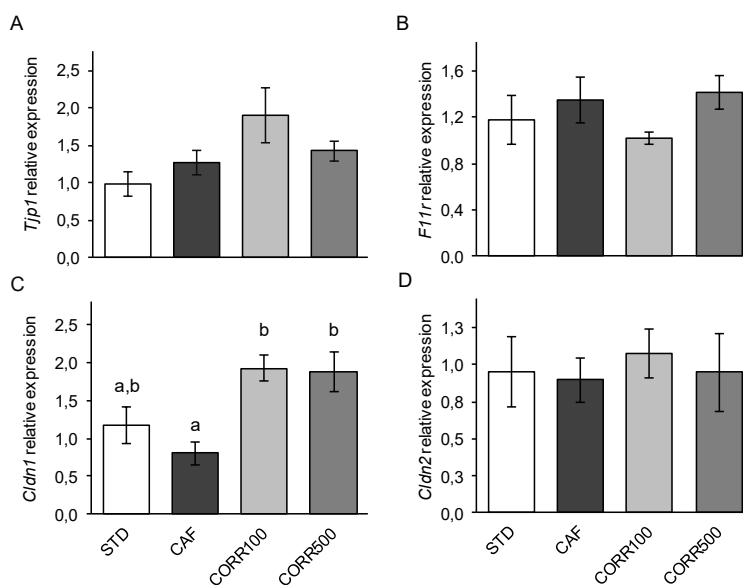 A
Tjp1 relative expression
2,5
2,0
1,5
1,0
0,5
0,0
B
F11r relative expression
1,6
1,2
0,8
0,4
0,0
C
Cldn1 relative expression
2,5
2,0
1,5
1,0
0,5
0,0
a,b
a
b
b
STD
CAF
CORR100
CORR500
D
Cldn2 relative expression
1,3
1,0
0,8
0,5
0,3
0,0
STD
CAF
CORR100
CORR500